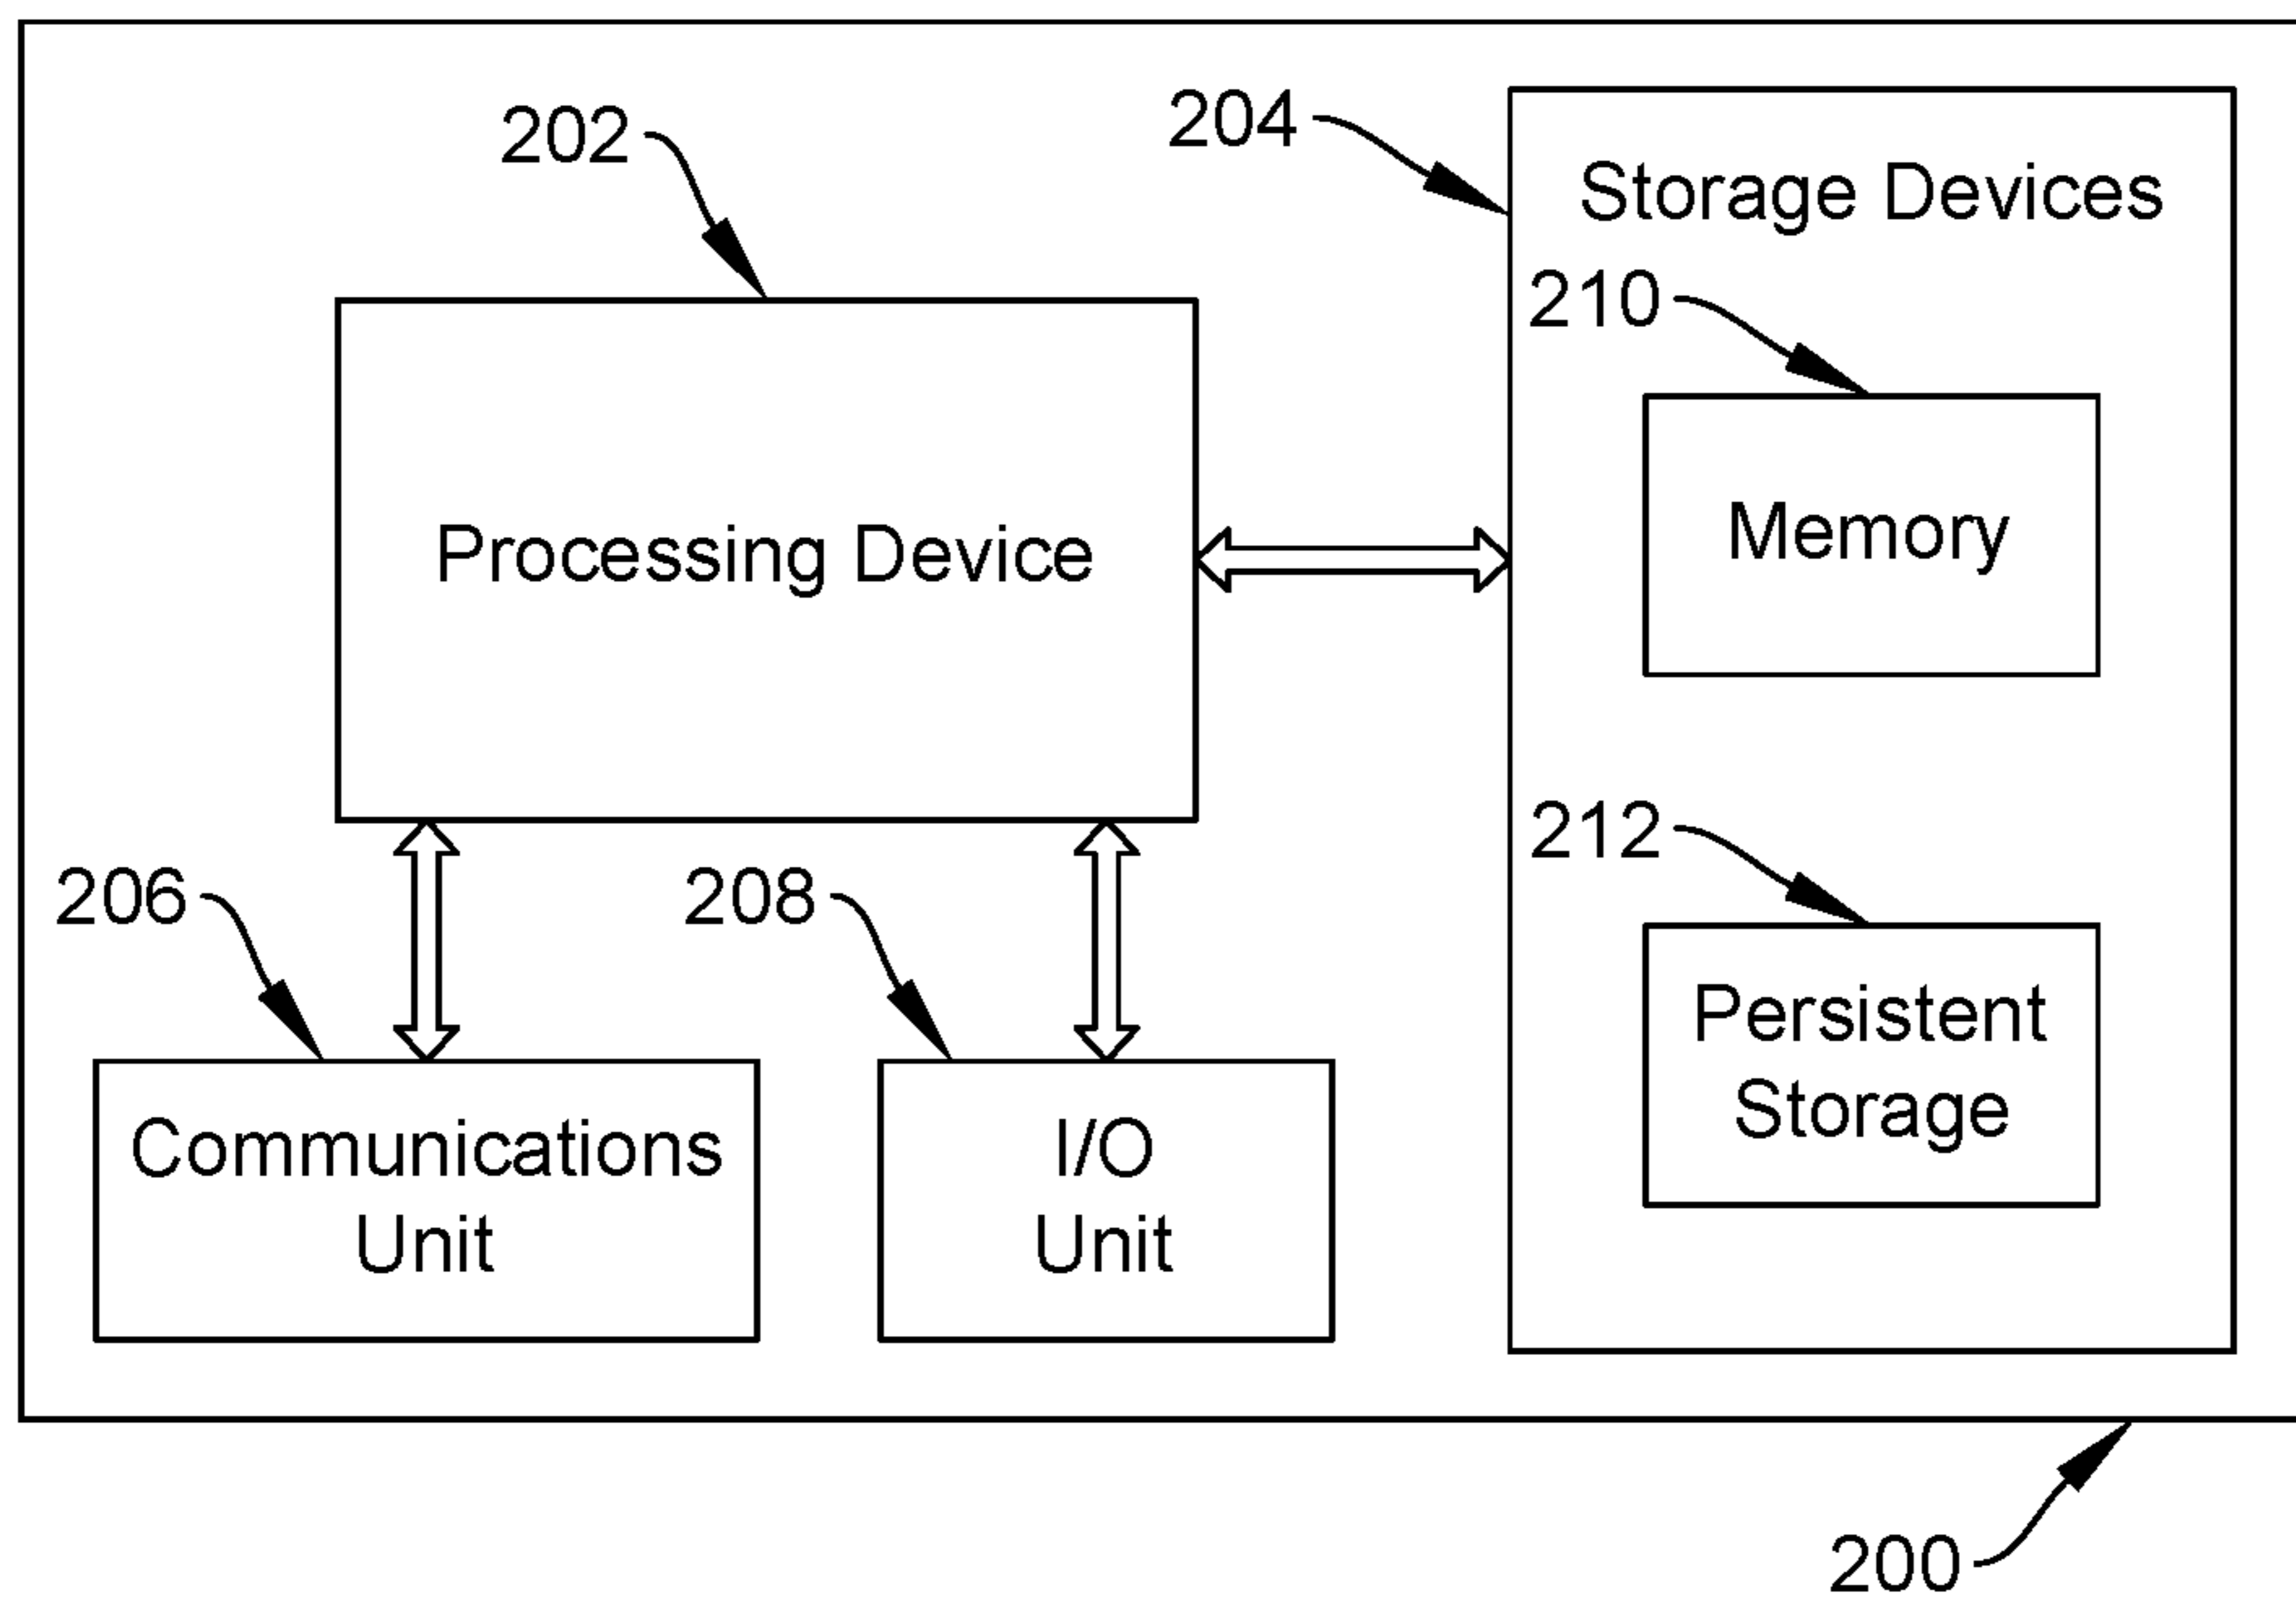 202
204
Storage Devices
210
Processing Device
Memory
212
206
208
Persistent
Storage
Communications
Unit
I/O
Unit
200